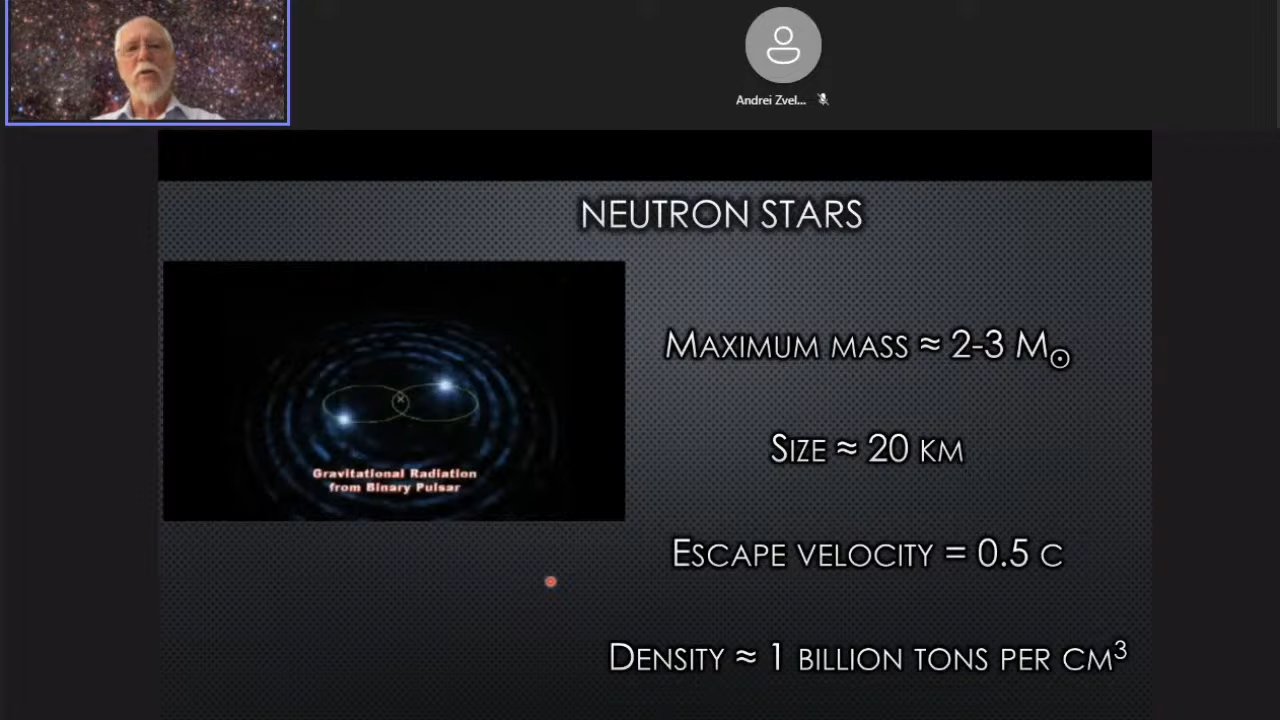 Andrei Zvel...
NEUTRON STARS
MAXIMUM MASS ≈ 2-3 M☉
SIZE ≈ 20 KM
Gravitational Radiation
from Binary Pulsar
ESCAPE VELOCITY = 0.5 C
DENSITY ≈ 1 BILLION TONS PER CM³